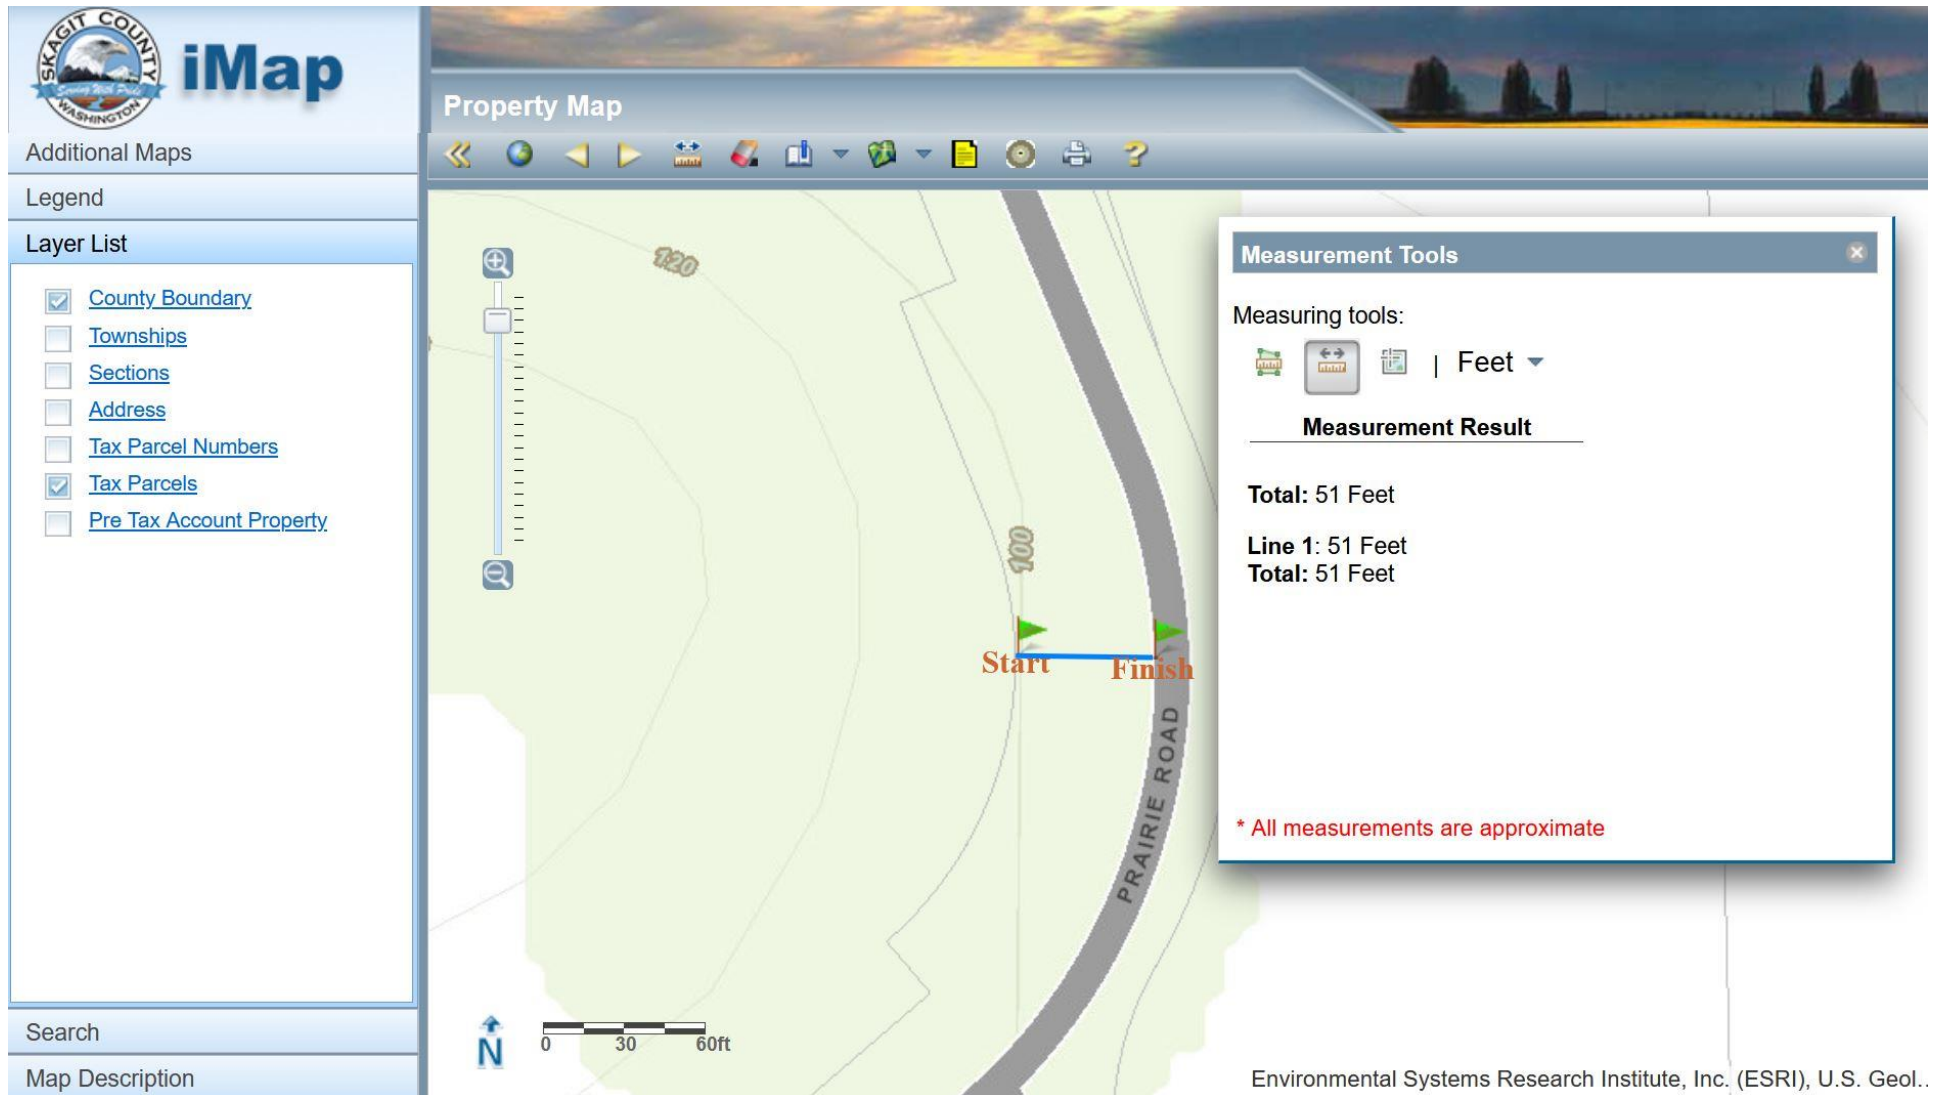 SKAGIT COUNTY
Serving With Pride
WASHINGTON
iMap
Property Map
Additional Maps
Legend
Layer List
County Boundary
Townships
Sections
Address
Tax Parcel Numbers
Tax Parcels
Pre Tax Account Property
Search
Map Description
120
100
Start
Finish
PRAIRIE ROAD
N
0 30 60ft
Measurement Tools
Measuring tools:
| Feet
Measurement Result
Total: 51 Feet
Line 1: 51 Feet
Total: 51 Feet
* All measurements are approximate
Environmental Systems Research Institute, Inc. (ESRI), U.S. Geol..